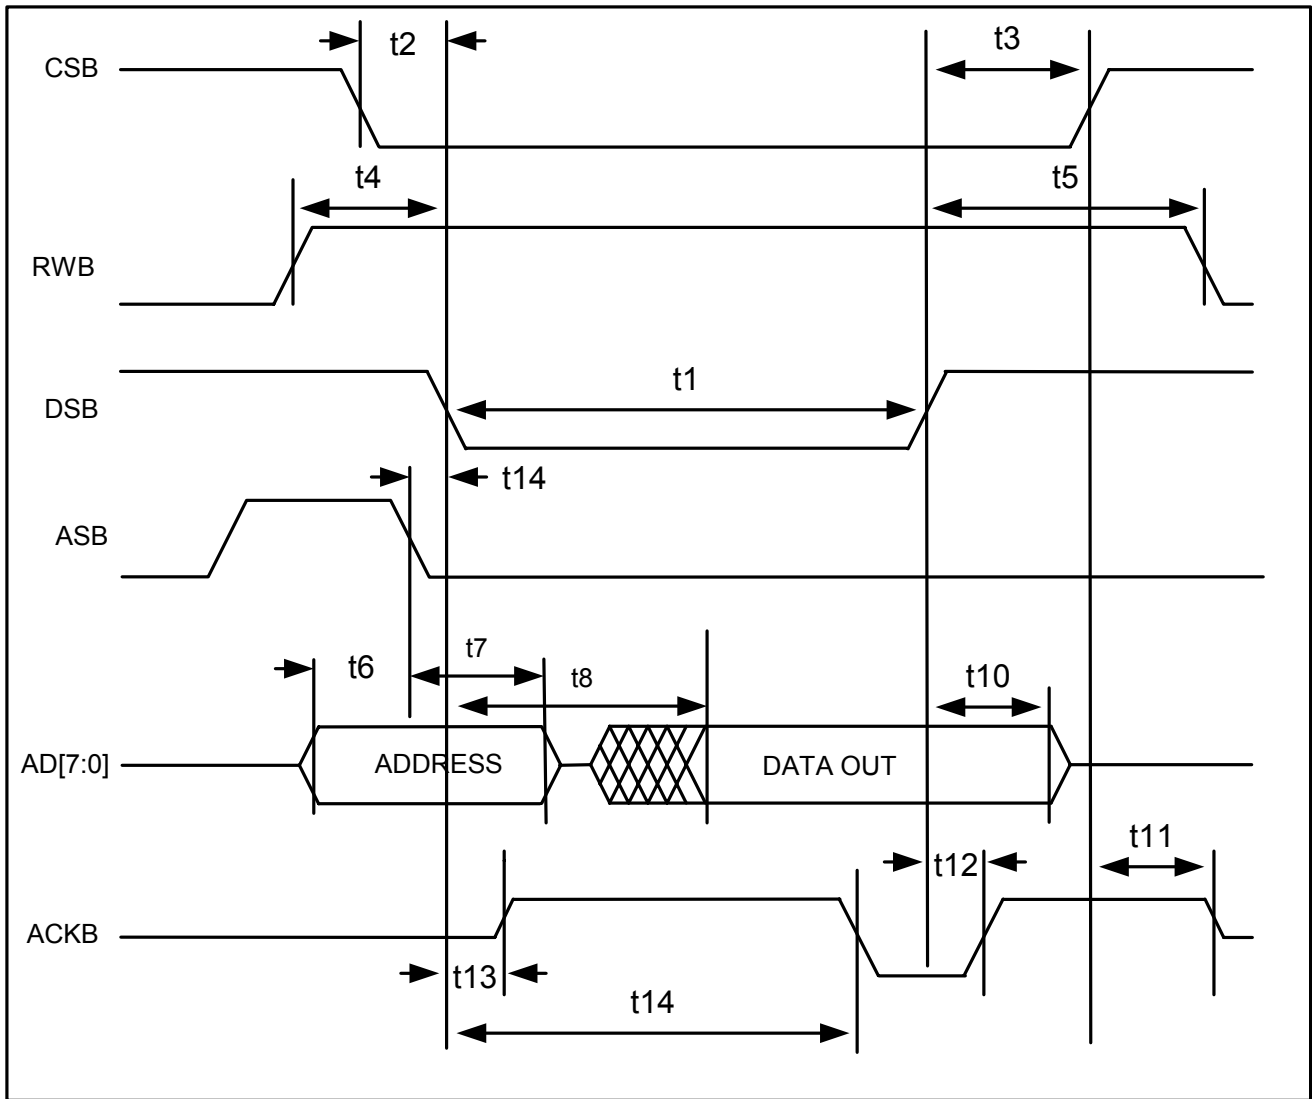 t2
t3
CSB
t4
t5
RWB
t1
DSB
t14
ASB
t7
t6
t8
t10
AD[7:0]
ADDRESS
DATA OUT
t11
t12
ACKB
t13
t14